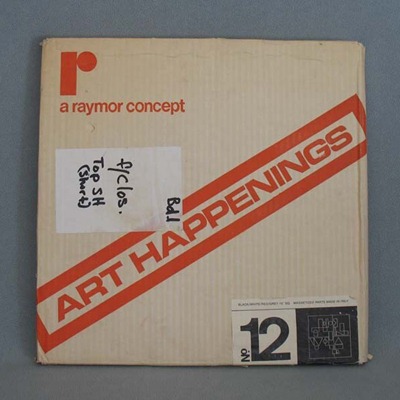 r
a raymor concept
f/clos.
Top SH
(Short)
Bd1
ART HAPPENINGS
No 12